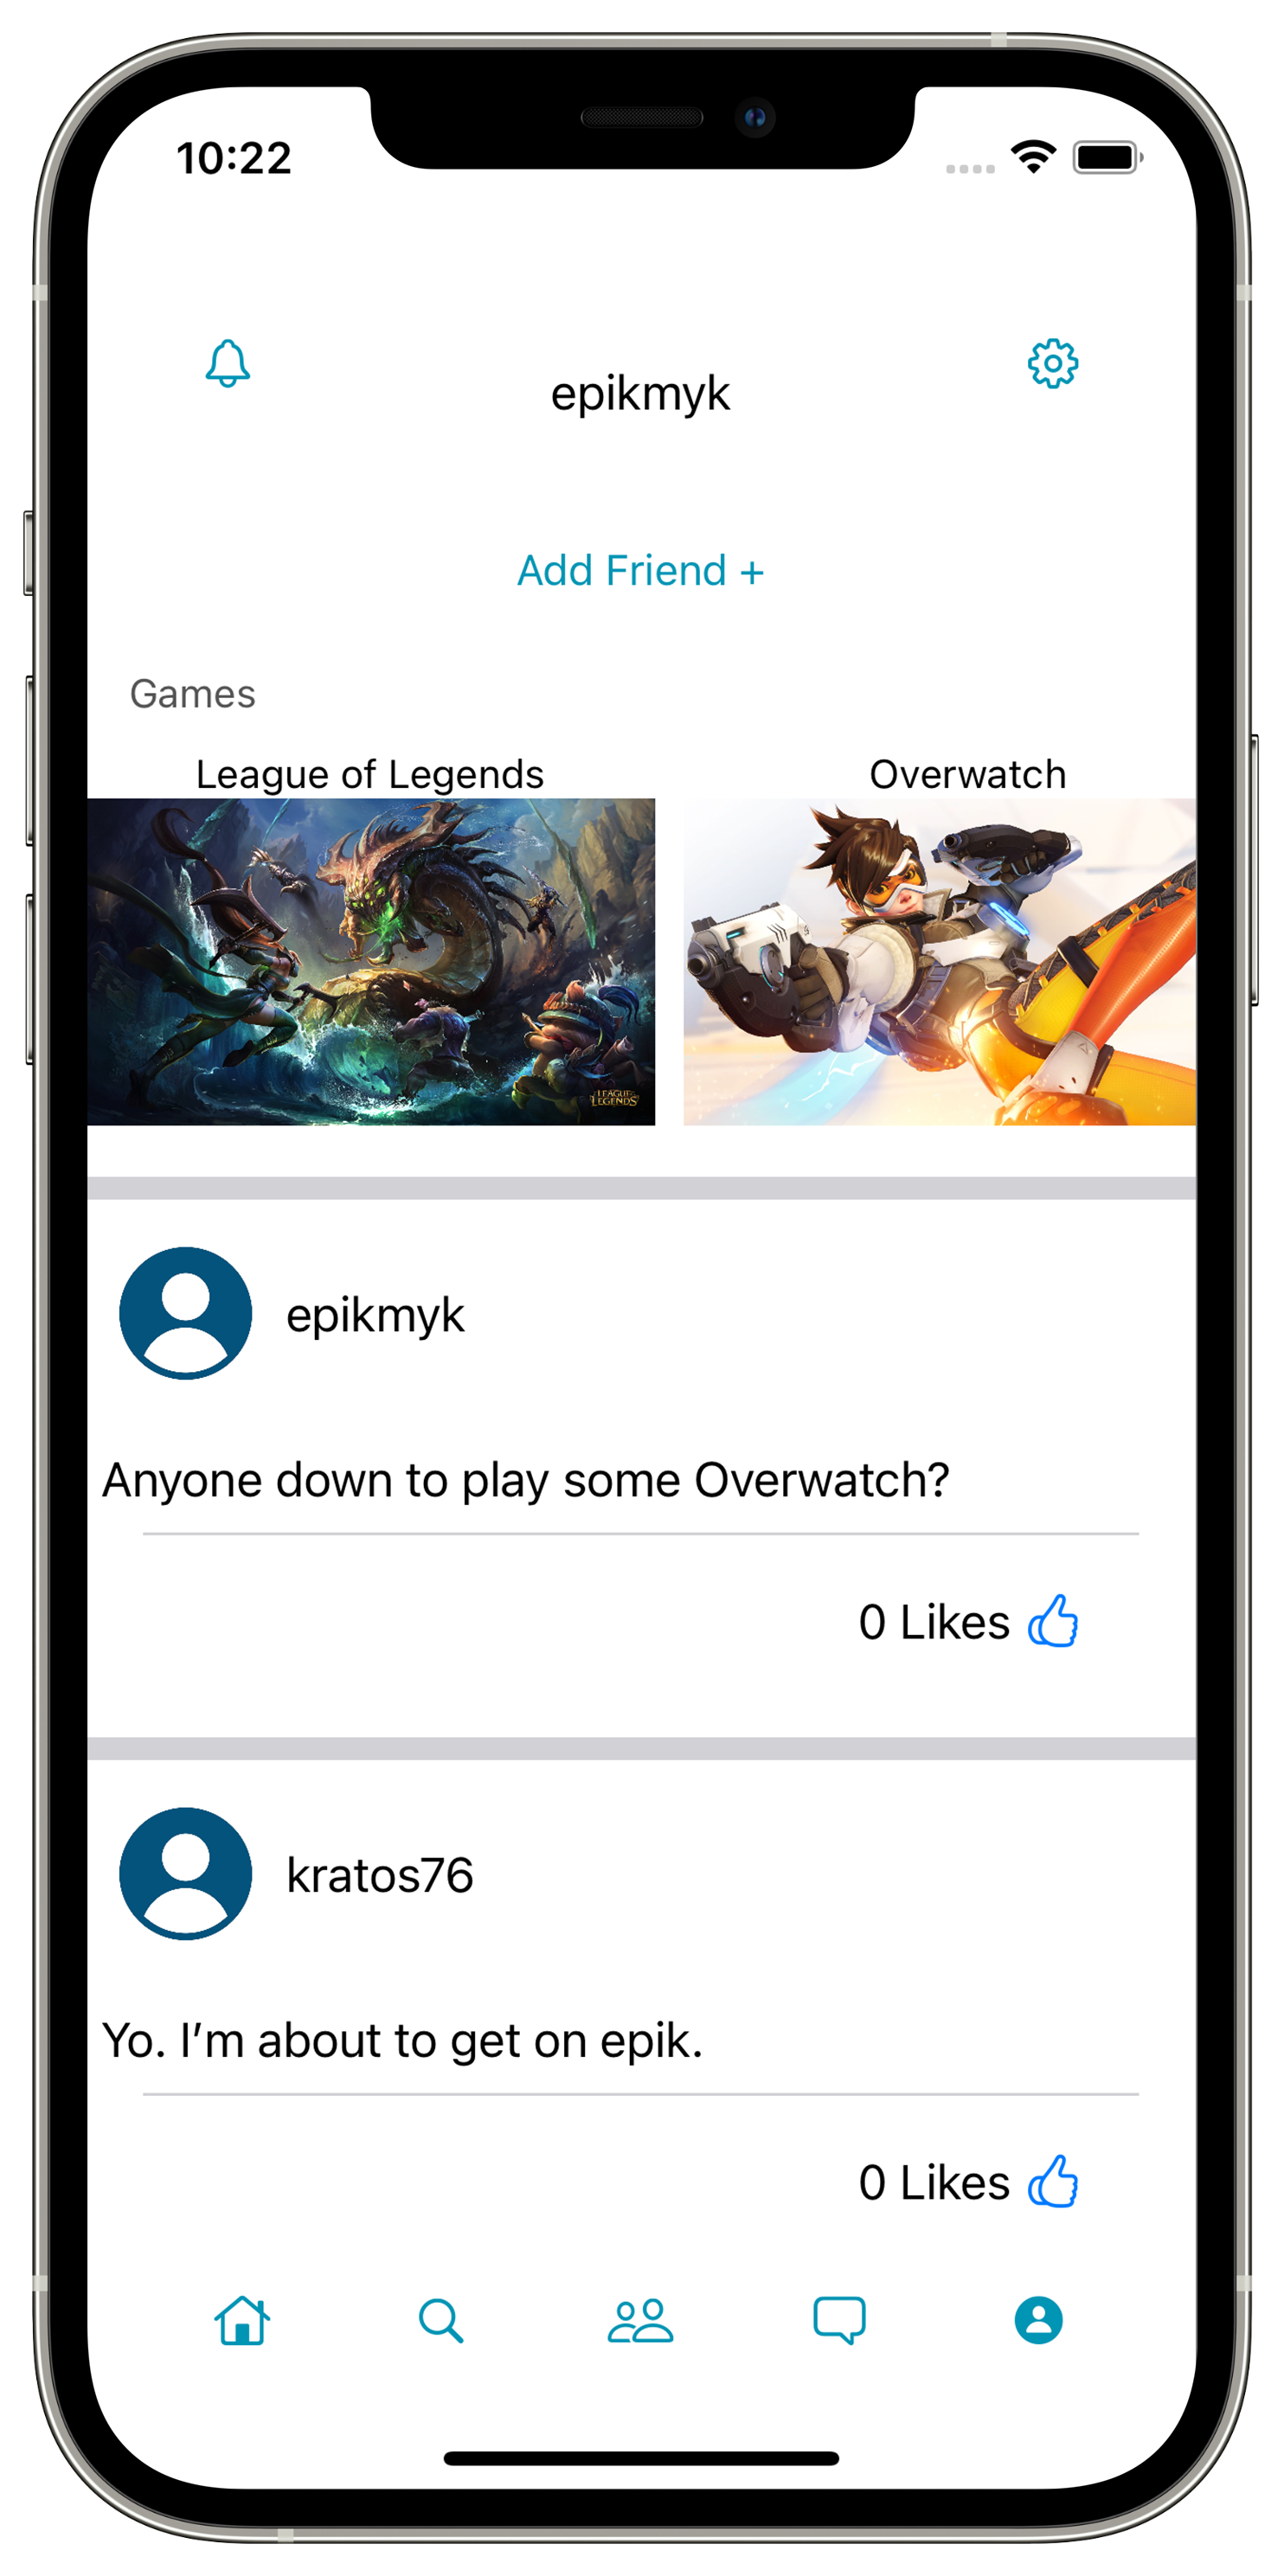 10:22
epikmyk
Add Friend +
Games
League of Legends
Overwatch
LEAGUE OF
LEGENDS
epikmyk
Anyone down to play some Overwatch?
0 Likes
kratos76
Yo. I’m about to get on epik.
0 Likes